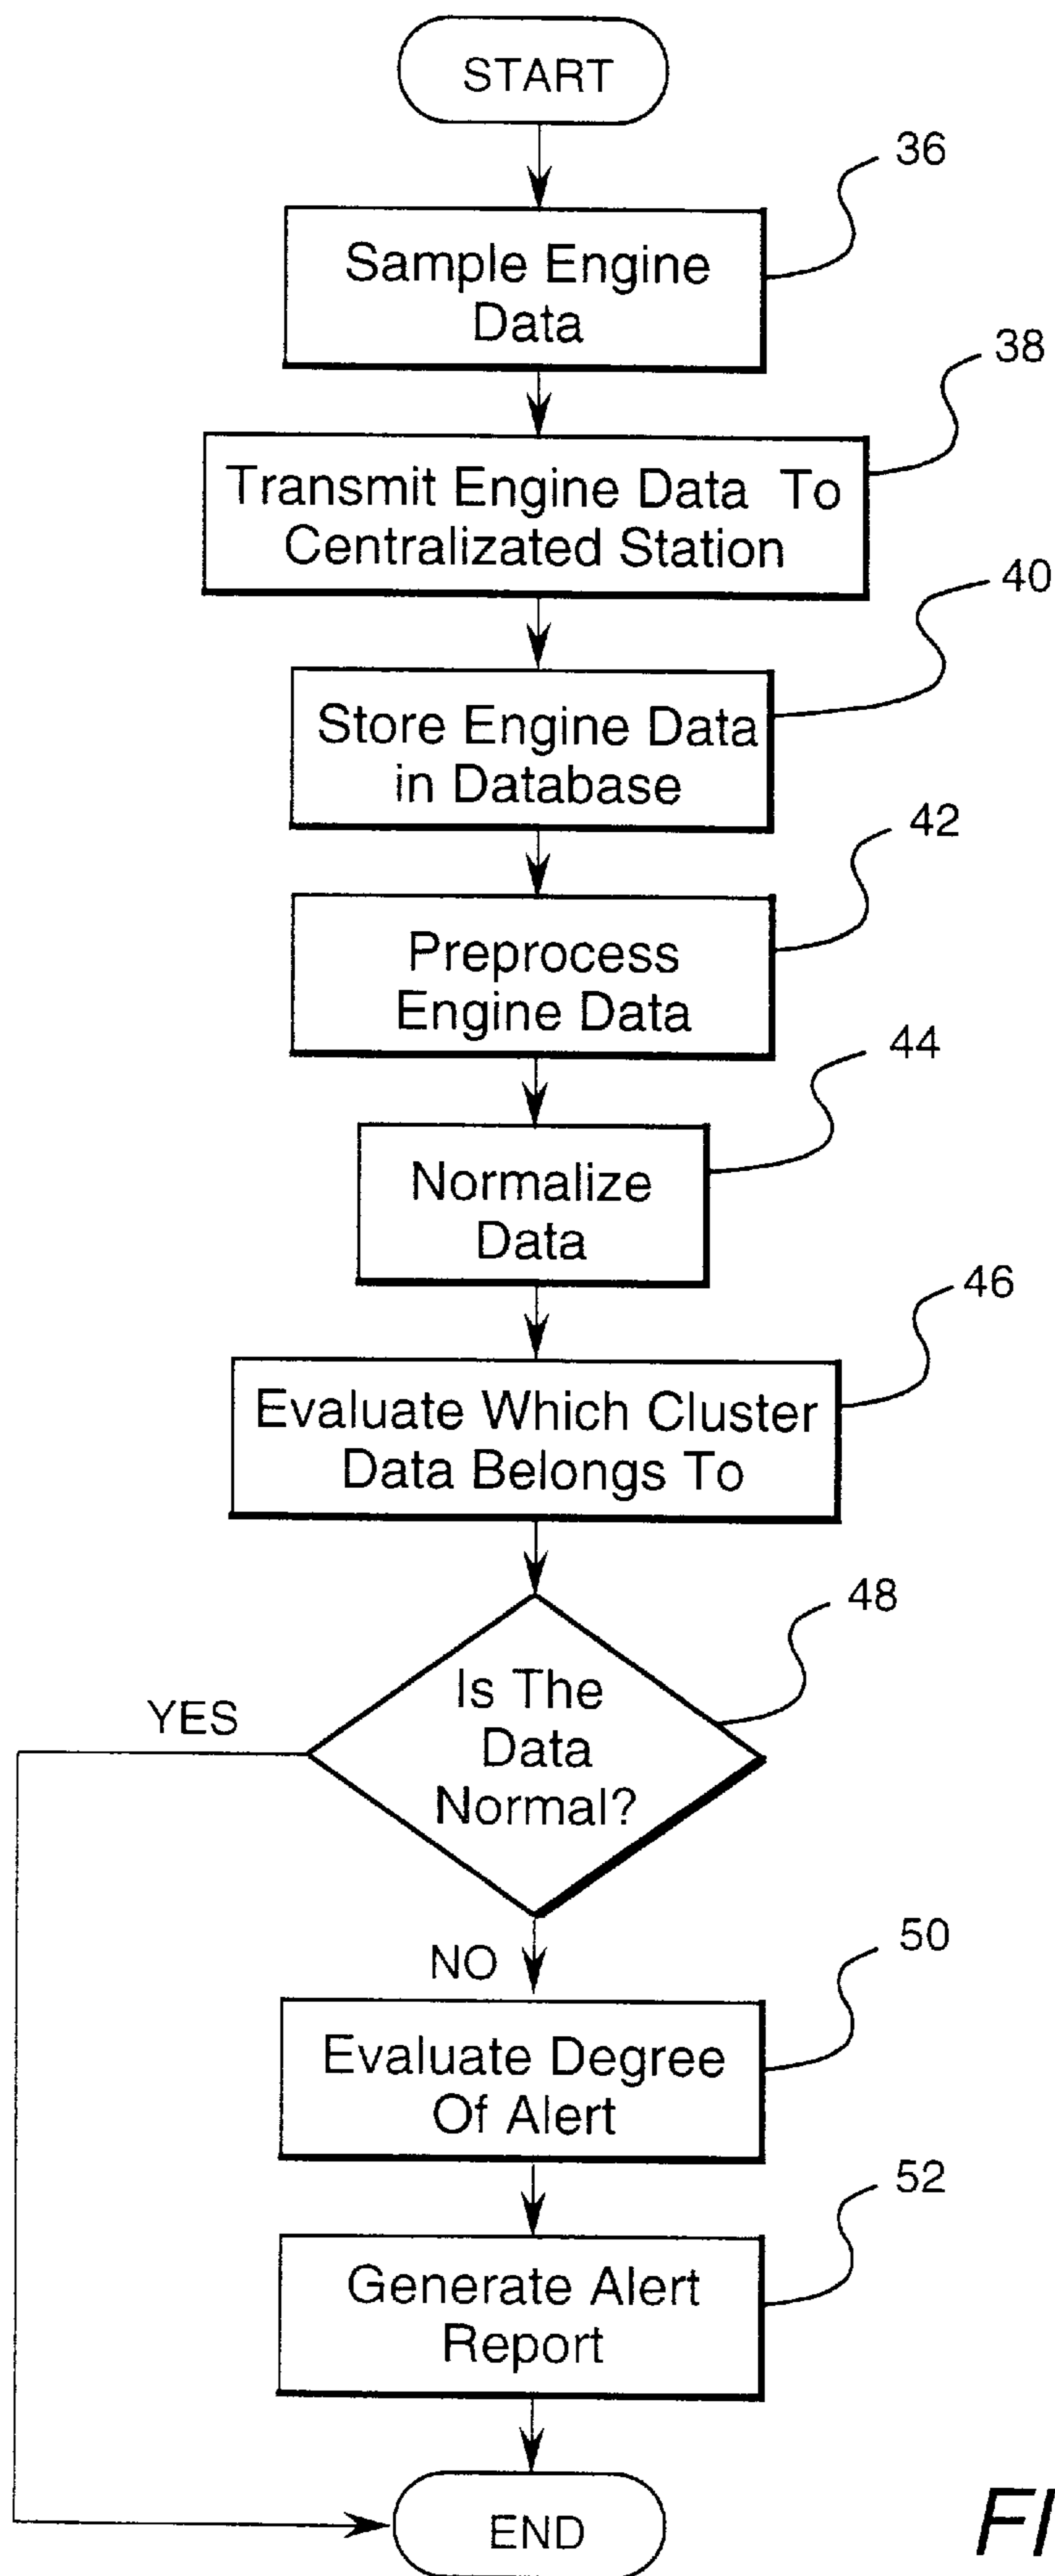 START
36
Sample Engine
Data
38
Transmit Engine Data To
Centralizated Station
40
Store Engine Data
in Database
42
Preprocess
Engine Data
44
Normalize
Data
46
Evaluate Which Cluster
Data Belongs To
48
Is The
Data
Normal?
YES
NO
50
Evaluate Degree
Of Alert
52
Generate Alert
Report
END
FI